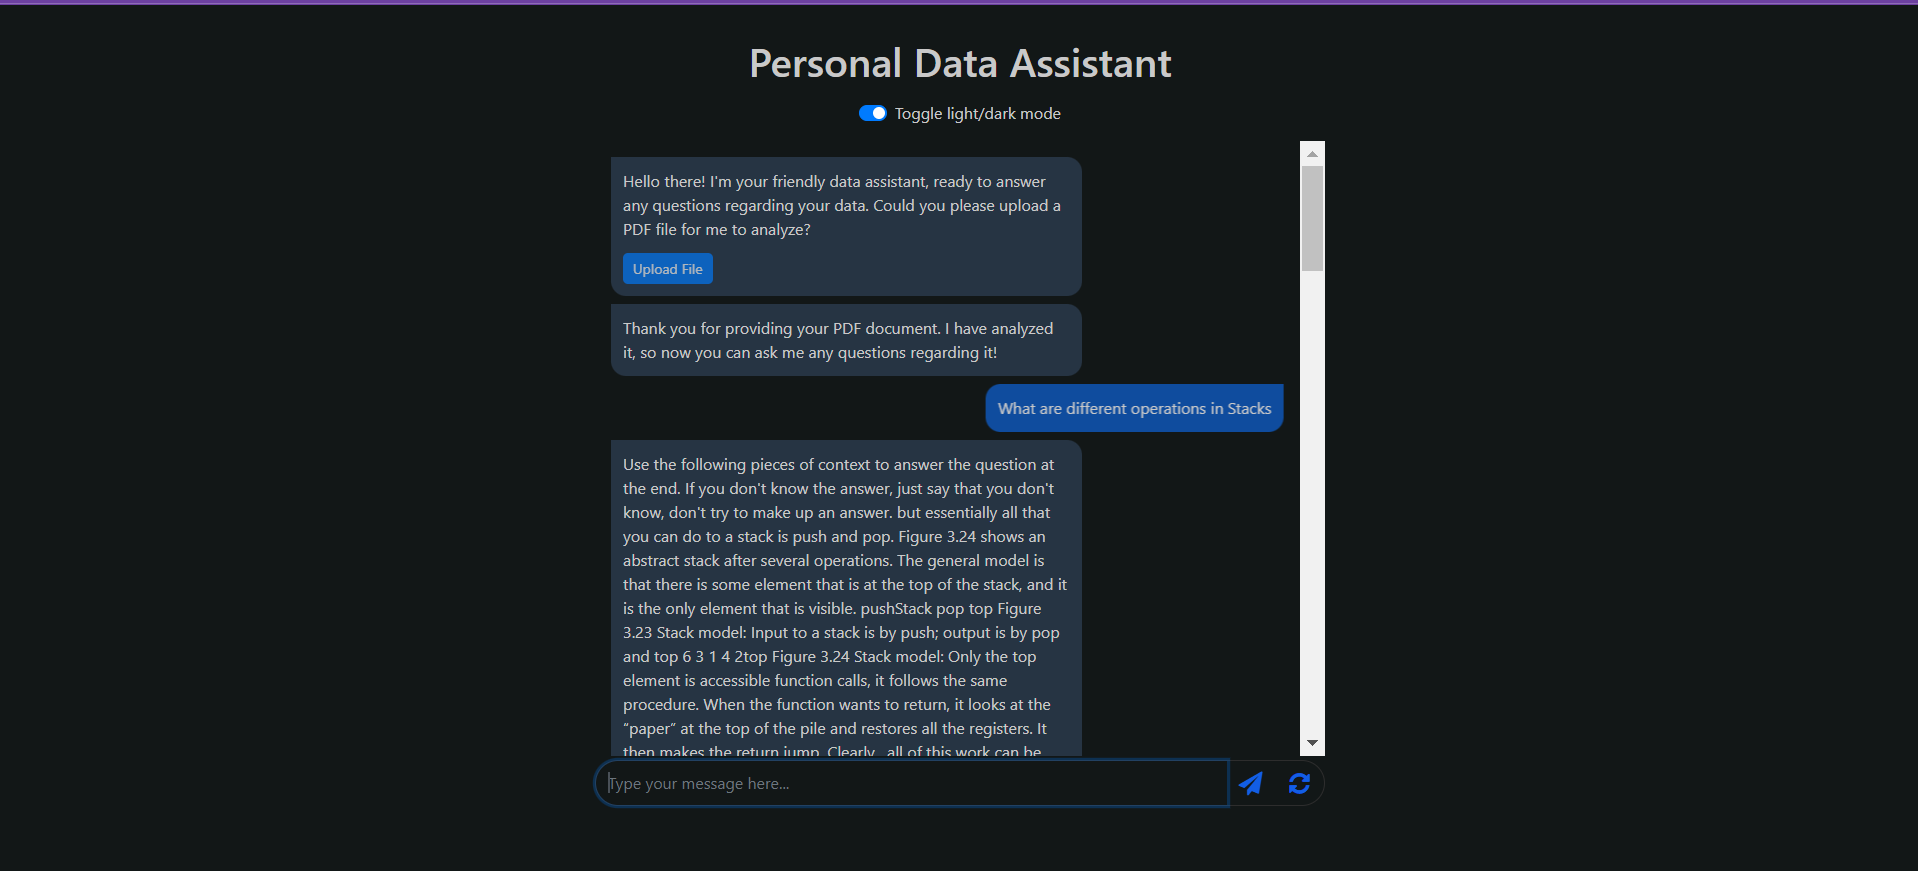 Personal Data Assistant
Toggle light/dark mode
Hello there! I'm your friendly data assistant, ready to answer
any questions regarding your data. Could you please upload a
PDF file for me to analyze?
Upload File
Thank you for providing your PDF document. I have analyzed
it, so now you can ask me any questions regarding it!
What are different operations in Stacks
Use the following pieces of context to answer the question at
the end. If you don't know the answer, just say that you don't
know, don't try to make up an answer. but essentially all that
you can do to a stack is push and pop. Figure 3.24 shows an
abstract stack after several operations. The general model is
that there is some element that is at the top of the stack, and it
is the only element that is visible. pushStack pop top Figure
3.23 Stack model: Input to a stack is by push; output is by pop
and top 6 3 1 4 2top Figure 3.24 Stack model: Only the top
element is accessible function calls, it follows the same
procedure. When the function wants to return, it looks at the
“paper” at the top of the pile and restores all the registers. It
then makes the return jump. Clearly, all of this work can be
Type your message here...